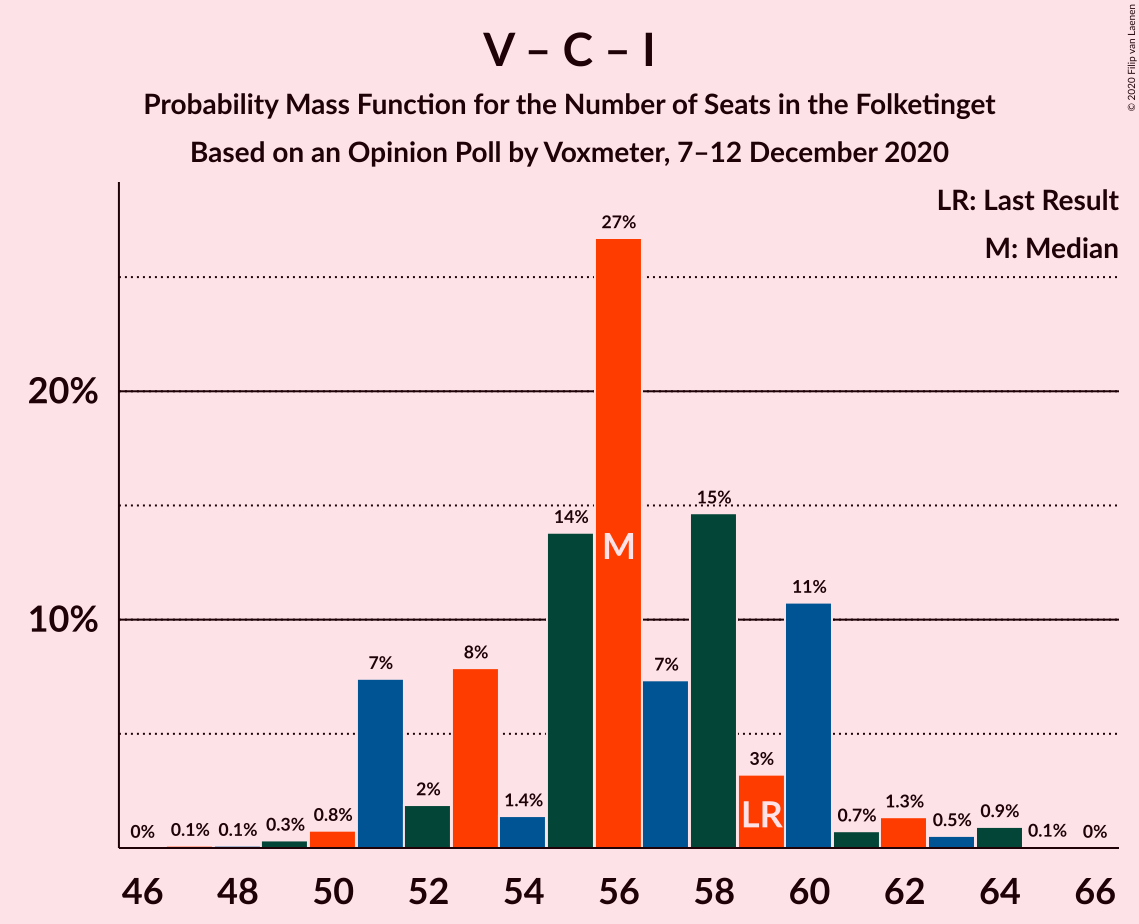 V – C – I
Probability Mass Function for the Number of Seats in the Folketinget
Based on an Opinion Poll by Voxmeter, 7–12 December 2020
© 2020 Filip van Laenen
LR: Last Result
M: Median
20%
10%
0%
0.1%
0.1%
0.3%
0.8%
7%
2%
8%
1.4%
14%
27%
7%
15%
3%
11%
0.7%
1.3%
0.5%
0.9%
0.1%
0%
M
LR
46 48 50 52 54 56 58 60 62 64 66